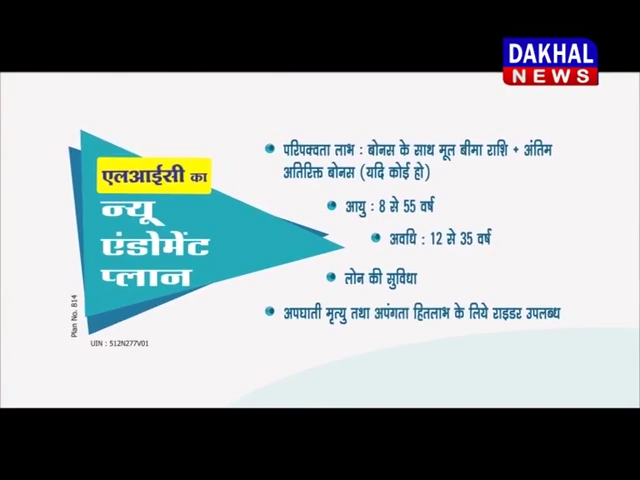 DAKHAL
NEWS
एलआईसी का
न्यू
एंडोमेंट
प्लान
Plan No. 814
UIN : 512N277V01
परिपक्वता लाभ : बोनस के साथ मूल बीमा राशि + अंतिम
अतिरिक्त बोनस (यदि कोई हो)
आयु : 8 से 55 वर्ष
अवधि : 12 से 35 वर्ष
लोन की सुविधा
अपघाती मृत्यु तथा अपंगता हितलाभ के लिये राइडर उपलब्ध